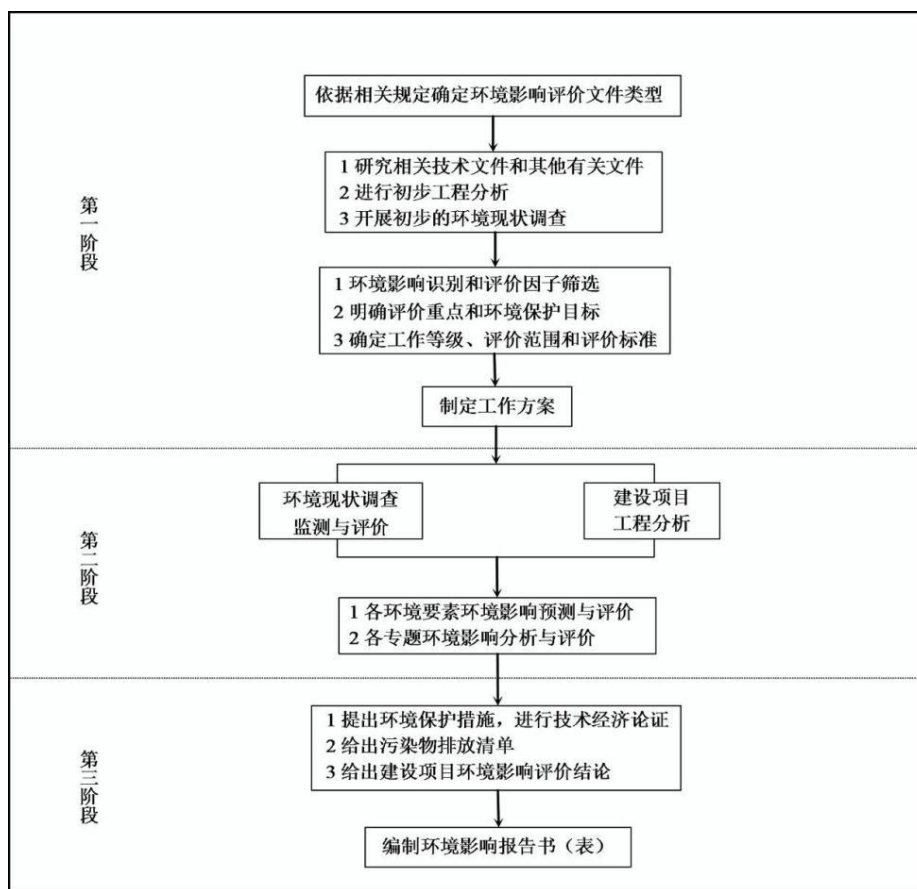 依据相关规定确定环境影响评价文件类型
1 研究相关技术文件和其他有关文件
2 进行初步工程分析
3 开展初步的环境现状调查
第一阶段
1 环境影响识别和评价因子筛选
2 明确评价重点和环境保护目标
3 确定工作等级、评价范围和评价标准
制定工作方案
环境现状调查
监测与评价
建设项目
工程分析
第二阶段
1 各环境要素环境影响预测与评价
2 各专题环境影响分析与评价
1 提出环境保护措施，进行技术经济论证
2 给出污染物排放清单
3 给出建设项目环境影响评价结论
第三阶段
编制环境影响报告书（表）